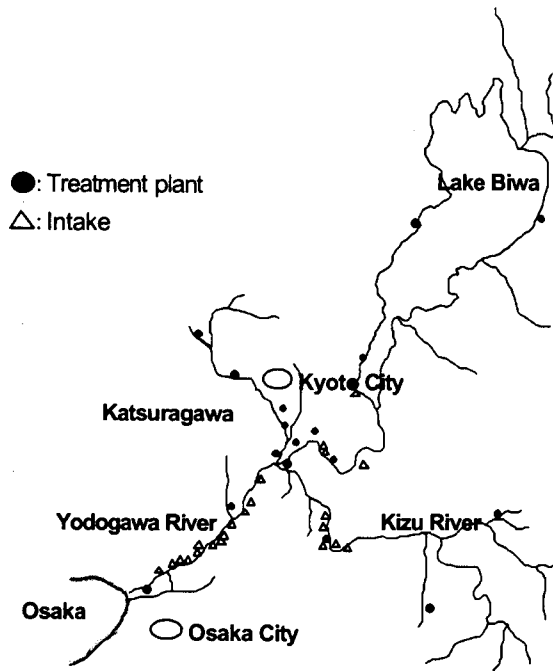 Lake Biwa
●: Treatment plant
△: Intake
Kyoto City
Katsuragawa
Yodogawa River
Kizu River
Osaka
Osaka City